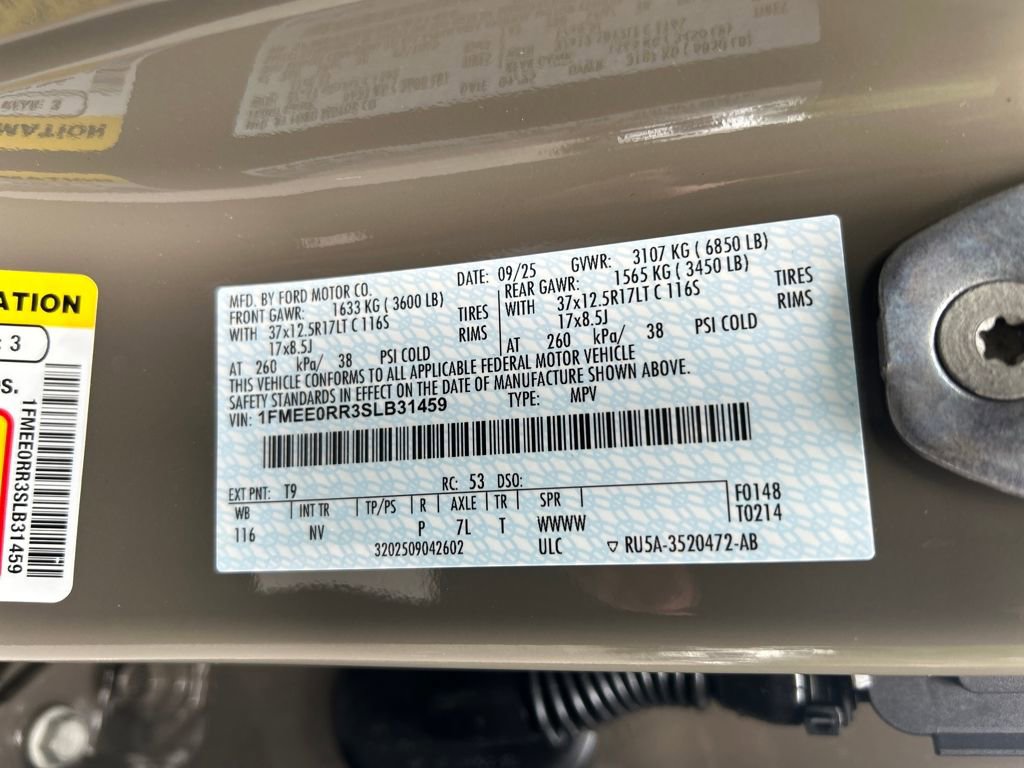 MFD. BY FORD MOTOR CO.
DATE: 09/25 GVWR: 3107 KG ( 6850 LB)
FRONT GAWR: 1633 KG ( 3600 LB)
REAR GAWR: 1565 KG ( 3450 LB)
WITH 37x12.5R17LT C 116S TIRES
17x8.5J RIMS
AT 260 kPa/ 38 PSI COLD
WITH 37x12.5R17LT C 116S TIRES
17x8.5J RIMS
AT 260 kPa/ 38 PSI COLD
THIS VEHICLE CONFORMS TO ALL APPLICABLE FEDERAL MOTOR VEHICLE
SAFETY STANDARDS IN EFFECT ON THE DATE OF MANUFACTURE SHOWN ABOVE.
VIN: 1FMEE0RR3SLB31459 TYPE: MPV
EXT PNT: T9 RC: 53 DSO:
WB INT TR TP/PS R AXLE TR SPR
116 NV P 7L T WWWW
F0148
T0214
3202509042602 ULC ▽ RU5A-3520472-AB
ATION
: 3
S.
1FMEE0RR3SLB31459